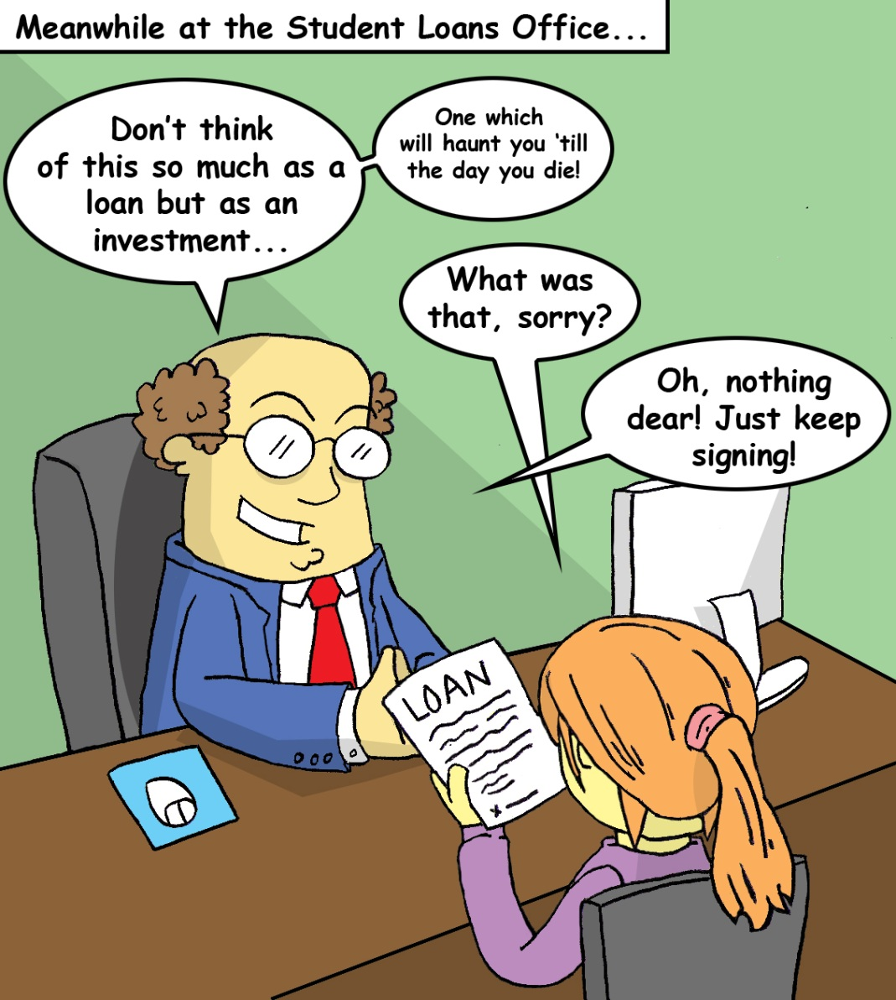 Meanwhile at the Student Loans Office...
Don't think
of this so much as a
loan but as an
investment...
One which
will haunt you 'till
the day you die!
What was
that, sorry?
Oh, nothing
dear! Just keep
signing!
LOAN
x